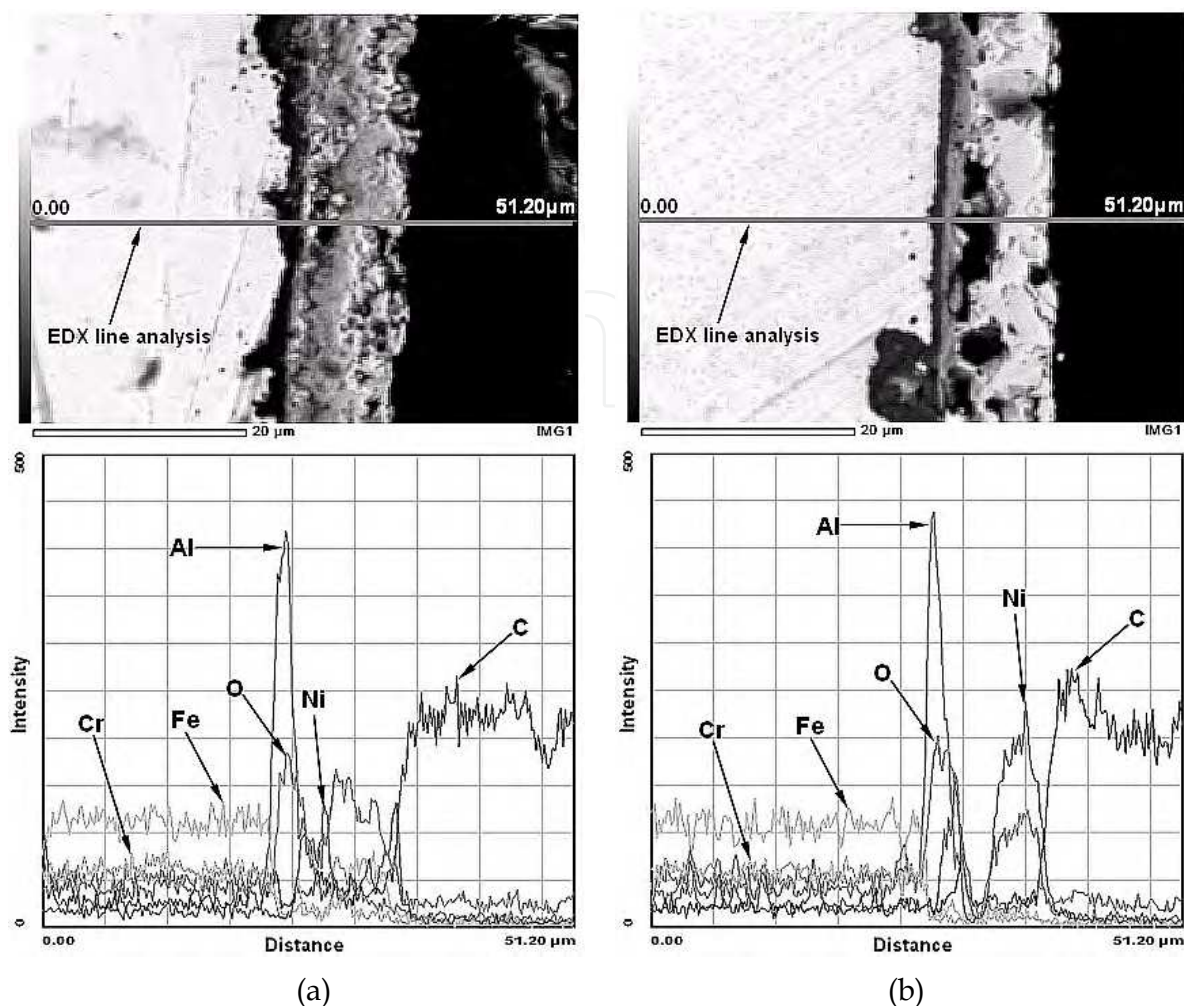 0.00
51.20µm
EDX line analysis
20 µm
IMG1
500
Al
C
O
Ni
Cr
Fe
Intensity
0
0.00
Distance
51.20 µm
(a)
0.00
51.20µm
EDX line analysis
20 µm
IMG1
500
Al
Ni
C
O
Cr
Fe
Intensity
0
0.00
Distance
51.20 µm
(b)